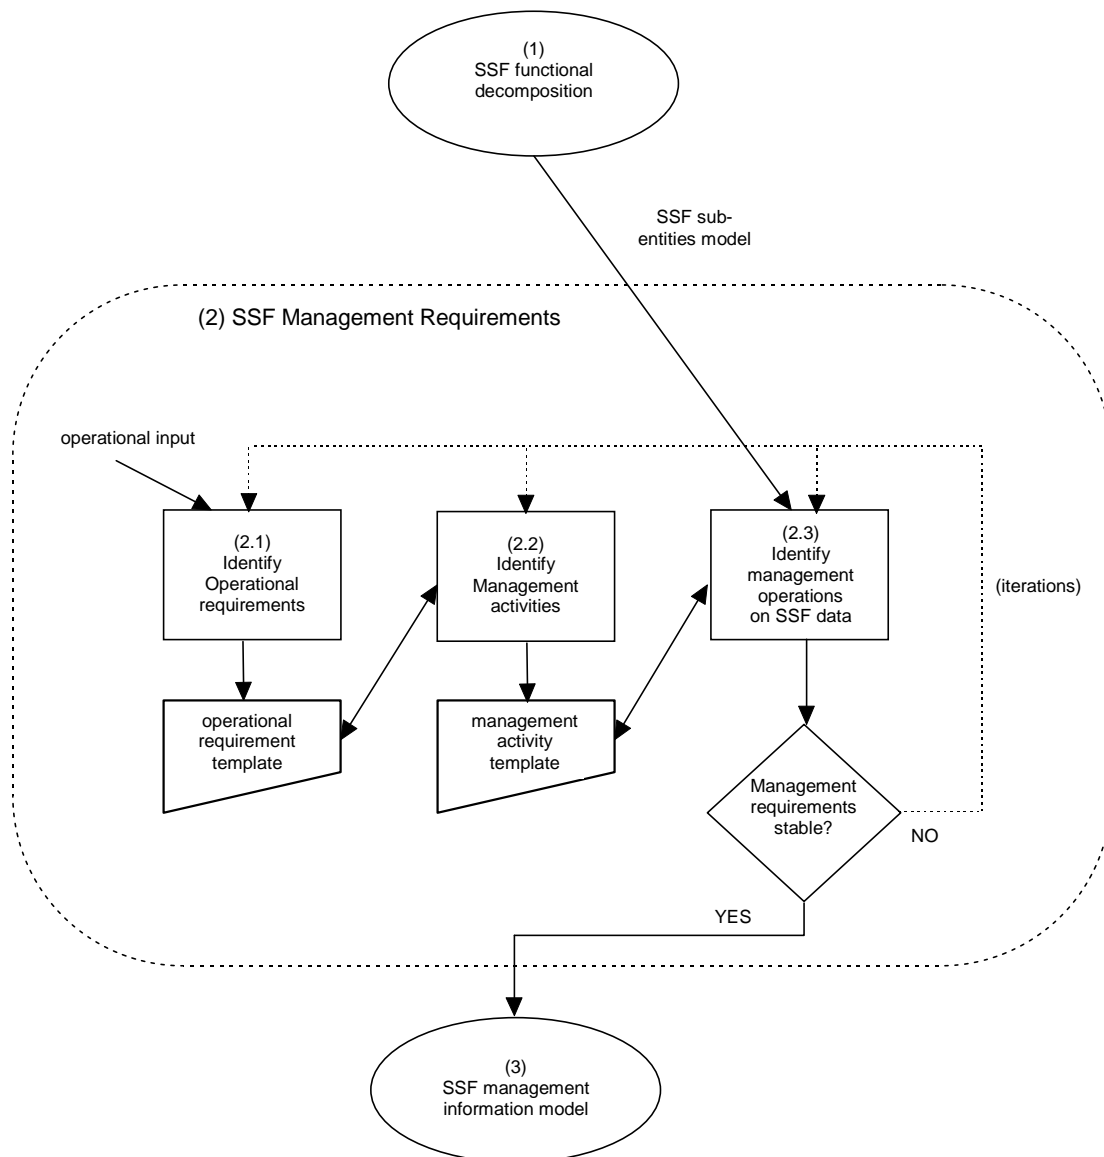 (1)
SSF functional
decomposition
SSF sub-
entities model
(2) SSF Management Requirements
operational input
(2.1)
Identify
Operational
requirements
(2.2)
Identify
Management
activities
(2.3)
Identify
management
operations
on SSF data
(iterations)
operational
requirement
template
management
activity
template
Management
requirements
stable?
NO
YES
(3)
SSF management
information model